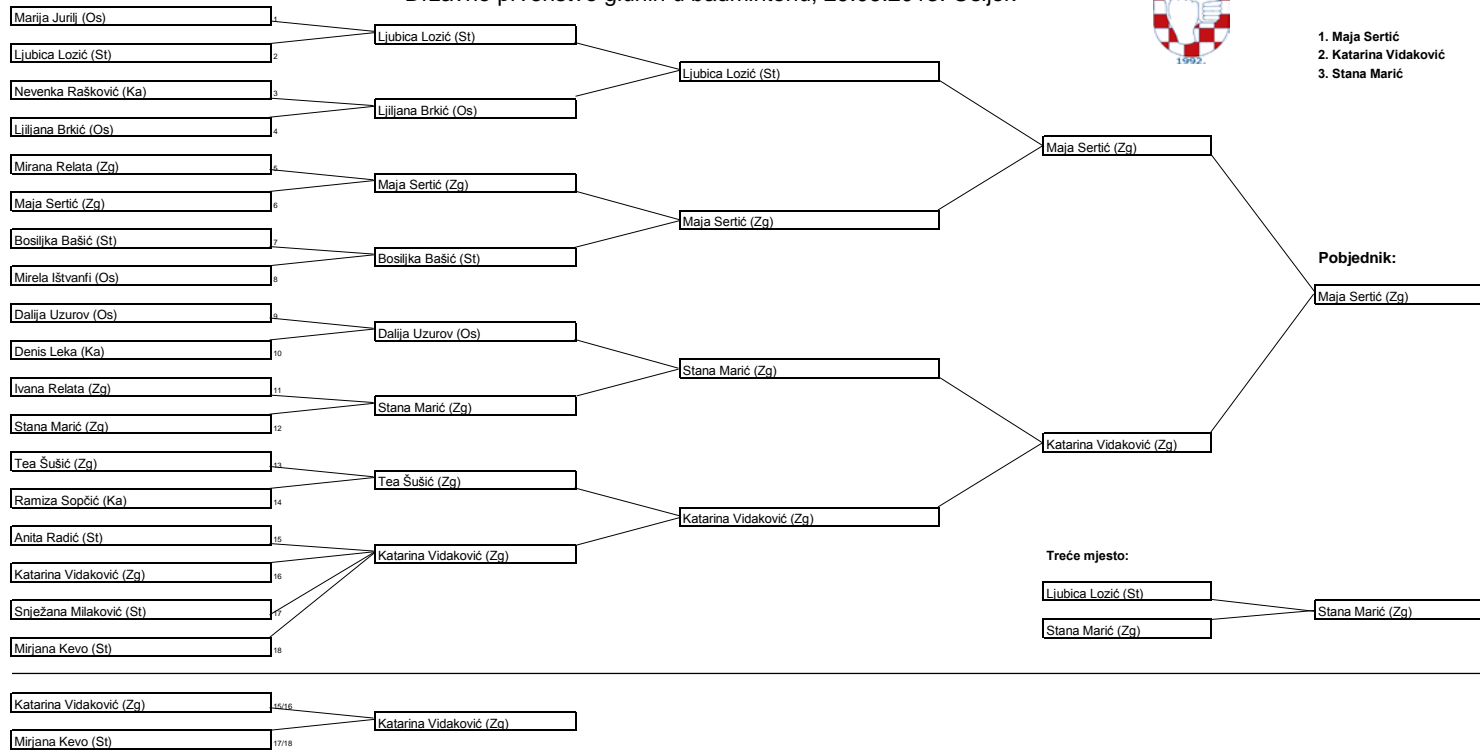 1. Maja Sertić
2. Katarina Vidaković
3. Stana Marić
1992.
Marija Jurilj (Os) 1
Ljubica Lozić (St) 2
Nevenka Rašković (Ka) 3
Ljiljana Brkić (Os) 4
Mirana Relata (Zg) 5
Maja Sertić (Zg) 6
Bosiljka Bašić (St) 7
Mirela Ištvanfi (Os) 8
Dalija Uzurov (Os) 9
Denis Leka (Ka) 10
Ivana Relata (Zg) 11
Stana Marić (Zg) 12
Tea Šušić (Zg) 13
Ramiza Sopčić (Ka) 14
Anita Radić (St) 15
Katarina Vidaković (Zg) 16
Snježana Milaković (St) 17
Mirjana Kevo (St) 18
Ljubica Lozić (St)
Ljiljana Brkić (Os)
Maja Sertić (Zg)
Bosiljka Bašić (St)
Dalija Uzurov (Os)
Stana Marić (Zg)
Tea Šušić (Zg)
Katarina Vidaković (Zg)
Ljubica Lozić (St)
Maja Sertić (Zg)
Stana Marić (Zg)
Katarina Vidaković (Zg)
Maja Sertić (Zg)
Katarina Vidaković (Zg)
Pobjednik:
Maja Sertić (Zg)
Treće mjesto:
Ljubica Lozić (St)
Stana Marić (Zg)
Stana Marić (Zg)
Katarina Vidaković (Zg) 15/16
Mirjana Kevo (St) 17/18
Katarina Vidaković (Zg)